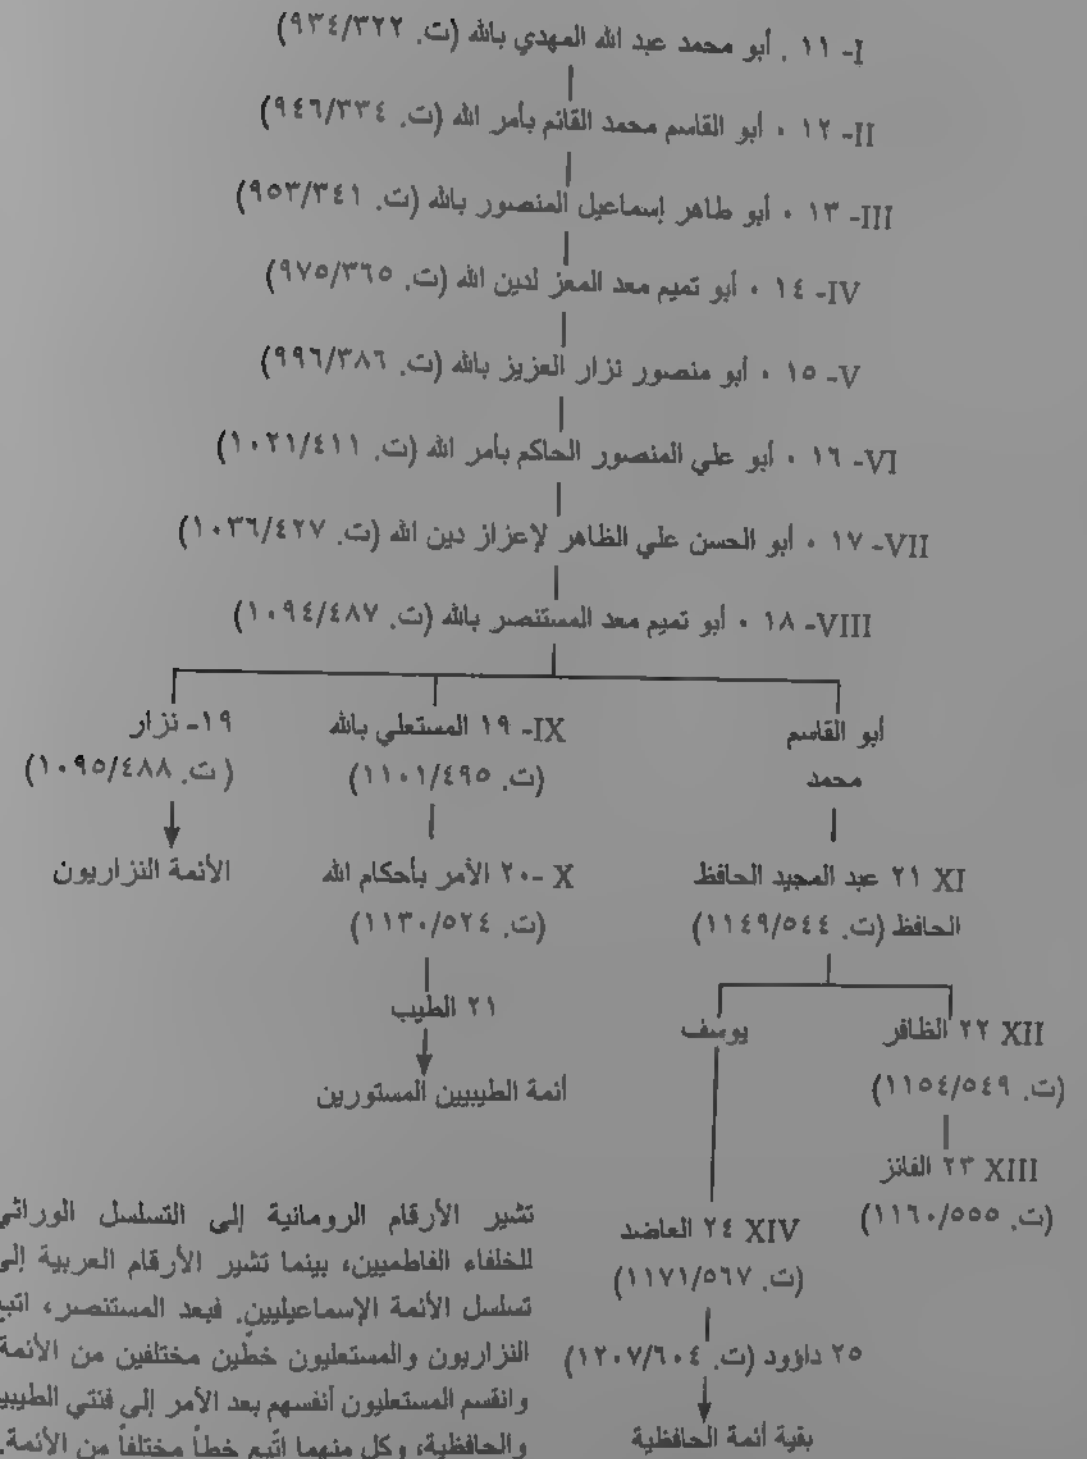 I- ١١ . أبو محمد عبد الله المهدي بالله (ت. ٩٣٤/٣٢٢)
II- ١٢ . أبو القاسم محمد القائم بأمر الله (ت. ٩٤٦/٣٣٤)
III- ١٣ . أبو طاهر إسماعيل المنصور بالله (ت. ٩٥٣/٣٤١)
IV- ١٤ . أبو تميم معد المعز لدين الله (ت. ٩٧٥/٣٦٥)
V- ١٥ . أبو منصور نزار العزيز بالله (ت. ٩٩٦/٣٨٦)
VI- ١٦ . أبو علي المنصور الحاكم بأمر الله (ت. ١٠٢١/٤١١)
VII- ١٧ . أبو الحسن علي الظاهر لإعزاز دين الله (ت. ١٠٣٦/٤٢٧)
VIII- ١٨ . أبو تميم معد المستنصر بالله (ت. ١٠٩٤/٤٨٧)
أبو القاسم
محمد
XI ٢١ عبد المجيد الحافظ
الحافظ (ت. ١١٤٩/٥٤٤)
XII ٢٢ الظافر
(ت. ١١٥٤/٥٤٩)
XIII ٢٣ الفائز
(ت. ١١٦٠/٥٥٥)
يوسف
XIV ٢٤ العاضد
(ت. ١١٧١/٥٦٧)
٢٥ داؤود (ت. ١٢٠٧/٦٠٤)
بقية أئمة الحافظية
IX- ١٩ المستعلي بالله
(ت. ١١٠١/٤٩٥)
X -٢٠ الأمر بأحكام الله
(ت. ١١٣٠/٥٢٤)
٢١ الطيب
أئمة الطيبيين المستورين
١٩- نزار
(ت. ١٠٩٥/٤٨٨)
الأئمة النزاريون
تشير الأرقام الرومانية إلى التسلسل الوراثي
للخلفاء الفاطميين، بينما تشير الأرقام العربية إلى
تسلسل الأئمة الإسماعيليين. فبعد المستنصر، اتبع
النزاريون والمستعليون خطّين مختلفين من الأئمة.
وانقسم المستعليون أنفسهم بعد الأمر إلى فئتي الطيبية
والحافظية، وكل منهما اتّبع خطاً مختلفاً من الأئمة.